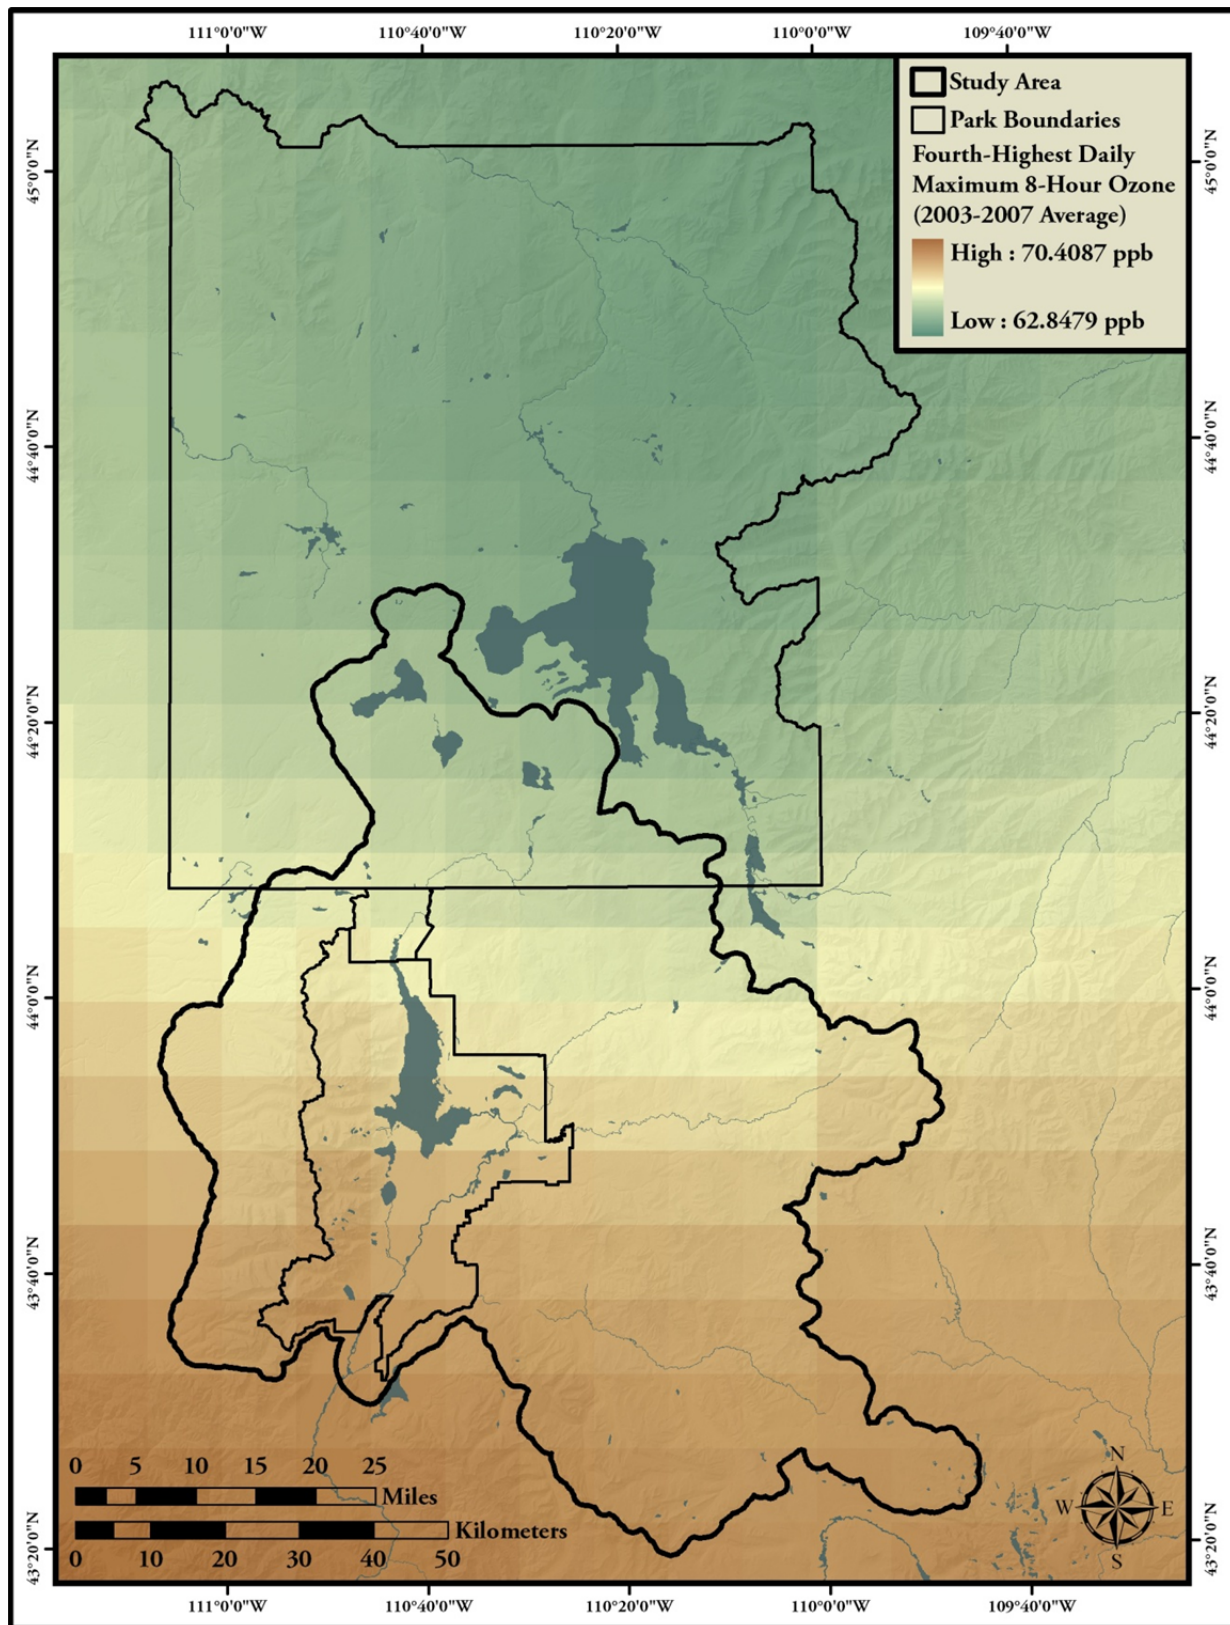 111°0'0"W 110°40'0"W 110°20'0"W 110°0'0"W 109°40'0"W
Study Area
Park Boundaries
Fourth-Highest Daily
Maximum 8-Hour Ozone
(2003-2007 Average)
High : 70.4087 ppb
Low : 62.8479 ppb
45°0'0"N 45°0'0"N
44°40'0"N 44°40'0"N
44°20'0"N 44°20'0"N
44°0'0"N 44°0'0"N
43°40'0"N 43°40'0"N
43°20'0"N 43°20'0"N
0 5 10 15 20 25
Miles
Kilometers
0 10 20 30 40 50
N
W E
S
111°0'0"W 110°40'0"W 110°20'0"W 110°0'0"W 109°40'0"W